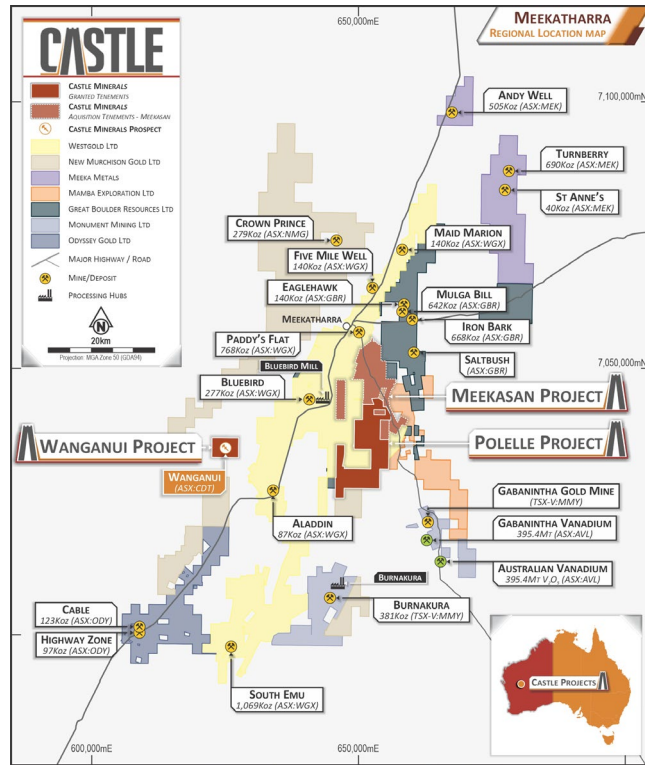 CASTLE
650,000mE
MEEKATHARRA
REGIONAL LOCATION MAP
CASTLE MINERALS
GRANTED TENEMENTS
CASTLE MINERALS
AQUISITION TENEMENTS - MEEKASAN
CASTLE MINERALS PROSPECT
WESTGOLD LTD
NEW MURCHISON GOLD LTD
MEEKA METALS
MAMBA EXPLORATION LTD
GREAT BOULDER RESOURCES LTD
MONUMENT MINING LTD
ODYSSEY GOLD LTD
MAJOR HIGHWAY / ROAD
MINE/DEPOSIT
PROCESSING HUBS
N
20km
Projection: MGA Zone 50 (GDA94)
7,100,000mN
ANDY WELL
505Koz (ASX:MEK)
TURNBERRY
690Koz (ASX:MEK)
ST ANNE'S
40Koz (ASX:MEK)
CROWN PRINCE
279Koz (ASX:NMG)
MAID MARION
140Koz (ASX:WGX)
FIVE MILE WELL
140Koz (ASX:WGX)
EAGLEHAWK
140Koz (ASX:GBR)
MULGA BILL
642Koz (ASX:GBR)
MEEKATHARRA
IRON BARK
668Koz (ASX:GBR)
PADDY'S FLAT
768Koz (ASX:WGX)
SALTBUSH
(ASX:GBR)
BLUEBIRD MILL
7,050,000mN
BLUEBIRD
277Koz (ASX:WGX)
MEEKASAN PROJECT
WANGANUI PROJECT
POLELLE PROJECT
WANGANUI
(ASX:CDT)
GABANINTHA GOLD MINE
(TSX-V:MMY)
ALADDIN
87Koz (ASX:WGX)
GABANINTHA VANADIUM
395.4MT (ASX:AVL)
AUSTRALIAN VANADIUM
395.4MT V₂O₅ (ASX:AVL)
BURNAKURA
BURNAKURA
381Koz (TSX-V:MMY)
CABLE
123Koz (ASX:ODY)
HIGHWAY ZONE
97Koz (ASX:ODY)
SOUTH EMU
1,069Koz (ASX:WGX)
CASTLE PROJECTS
600,000mE
650,000mE